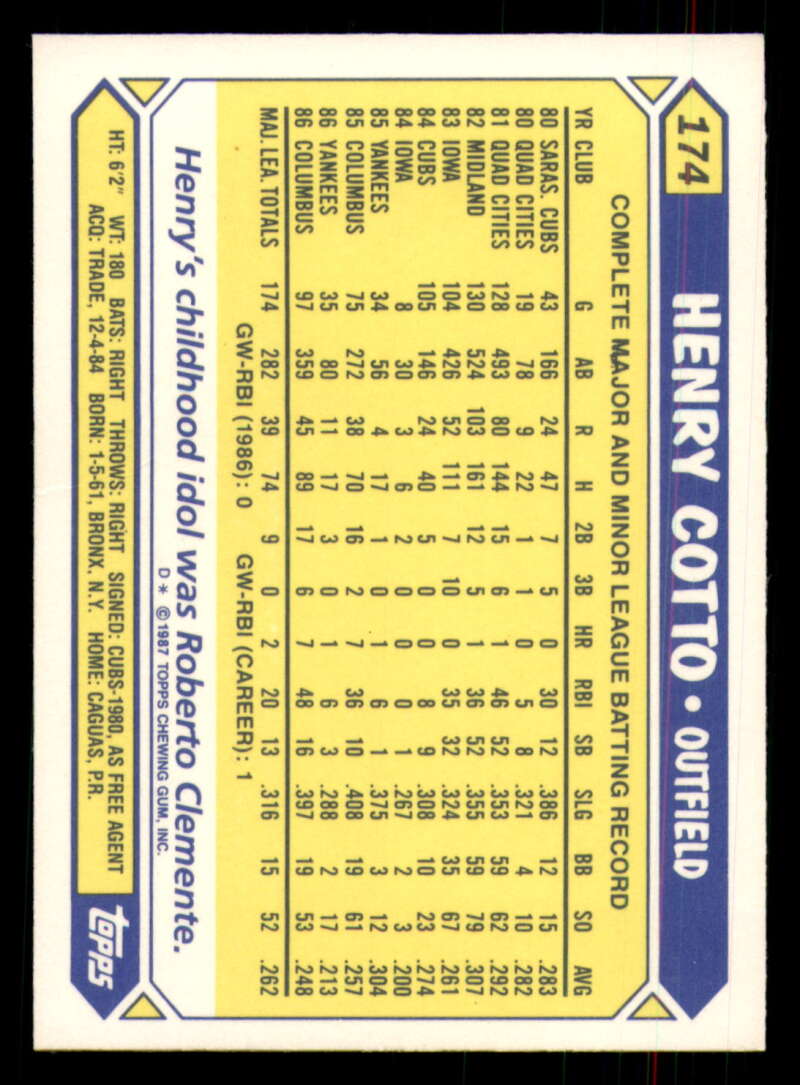 174
HENRY COTTO • OUTFIELD
COMPLETE MAJOR AND MINOR LEAGUE BATTING RECORD
YR CLUB G AB R H 2B 3B HR RBI SB SLG BB SO AVG
80 SARAS. CUBS 43 166 24 47 7 5 0 30 12 .386 12 15 .283
80 QUAD CITIES 19 78 9 22 1 1 0 5 8 .321 4 10 .282
81 QUAD CITIES 128 493 80 144 15 6 1 46 52 .353 59 62 .292
82 MIDLAND 130 524 103 161 12 5 1 36 52 .355 59 79 .307
83 IOWA 104 426 52 111 7 10 0 35 32 .324 35 67 .261
84 CUBS 105 146 24 40 5 0 0 8 9 .308 10 23 .274
84 IOWA 8 30 3 6 2 0 0 0 1 .267 2 3 .200
85 YANKEES 34 56 4 17 1 0 1 6 1 .375 3 12 .304
85 COLUMBUS 75 272 38 70 16 2 7 36 10 .408 19 61 .257
86 YANKEES 35 80 11 17 3 0 1 6 3 .288 2 17 .213
86 COLUMBUS 97 359 45 89 17 6 7 48 16 .397 19 53 .248
MAJ. LEA. TOTALS 174 282 39 74 9 0 2 20 13 .316 15 52 .262
GW-RBI (1986): 0 GW-RBI (CAREER): 1
Henry's childhood idol was Roberto Clemente.
D* ©1987 TOPPS CHEWING GUM, INC.
HT: 6'2" WT: 180 BATS: RIGHT THROWS: RIGHT SIGNED: CUBS-1980, AS FREE AGENT
ACQ: TRADE, 12-4-84 BORN: 1-5-61, BRONX, N.Y. HOME: CAGUAS, P.R.
TOPPS